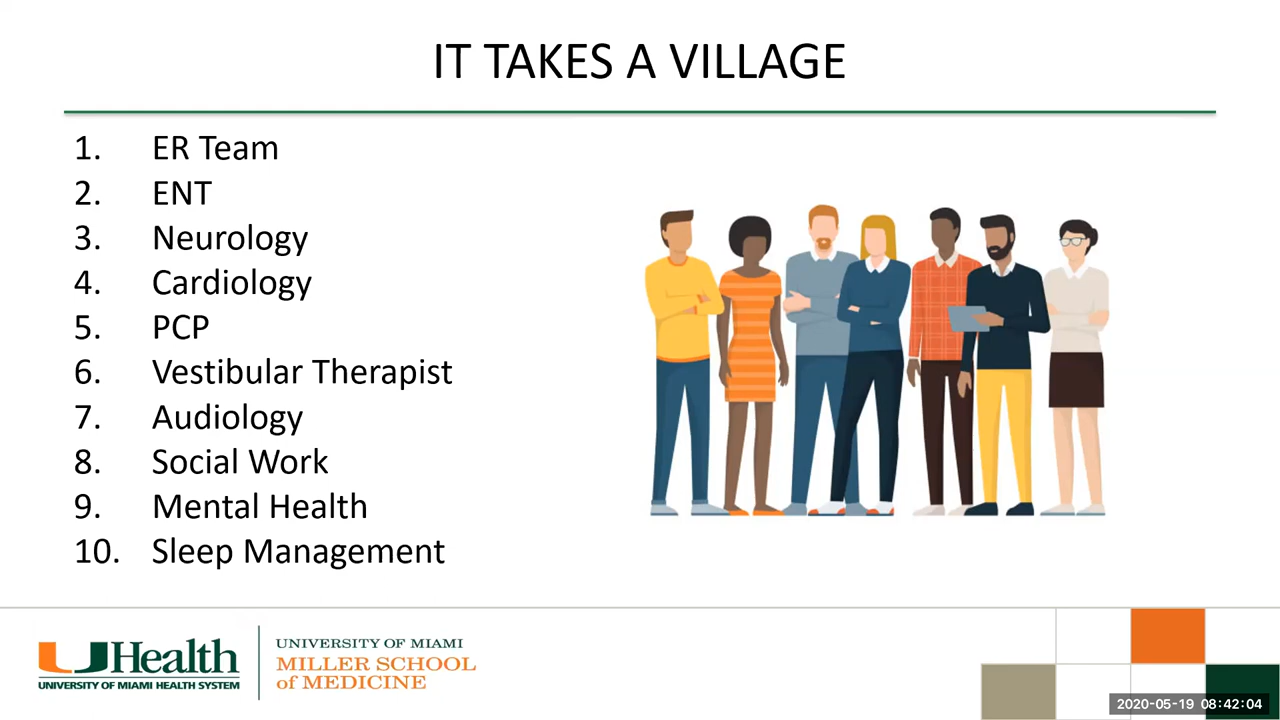 IT TAKES A VILLAGE
1. ER Team
2. ENT
3. Neurology
4. Cardiology
5. PCP
6. Vestibular Therapist
7. Audiology
8. Social Work
9. Mental Health
10. Sleep Management
UHealth
UNIVERSITY OF MIAMI HEALTH SYSTEM
UNIVERSITY OF MIAMI
MILLER SCHOOL
of MEDICINE
2020-05-19 08:42:04